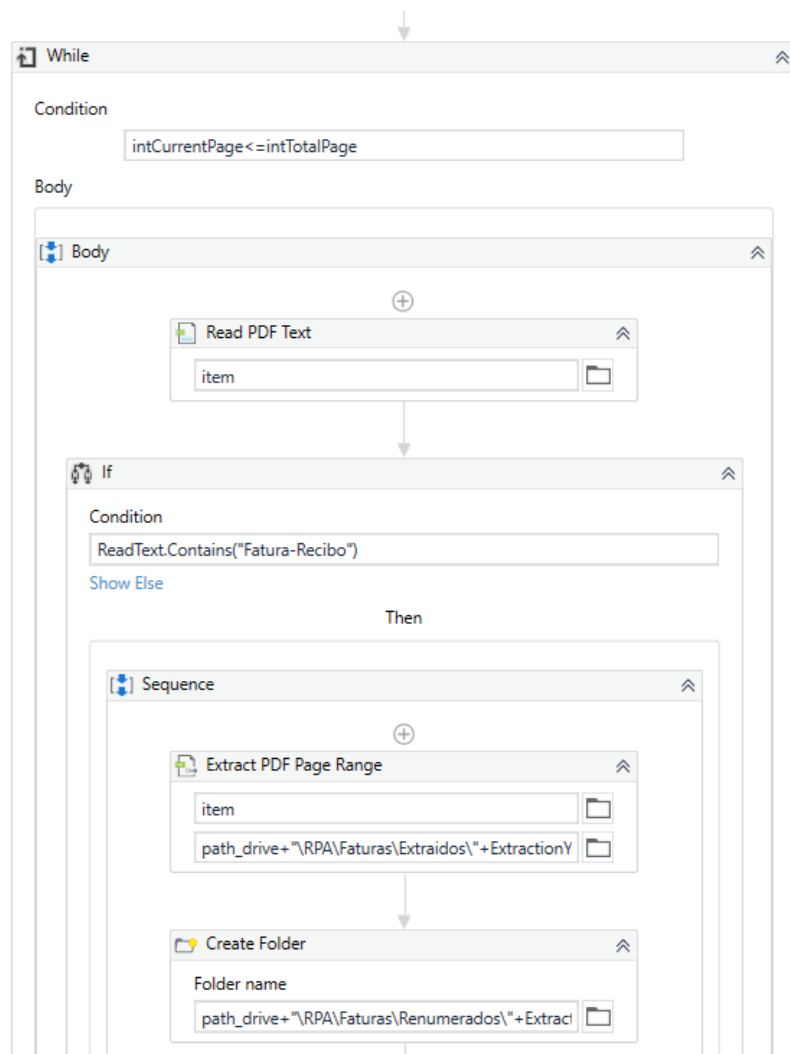 While
Condition
intCurrentPage<=intTotalPage
Body
Body
Read PDF Text
item
If
Condition
ReadText.Contains("Fatura-Recibo")
Show Else
Then
Sequence
Extract PDF Page Range
item
path_drive+"\RPA\Faturas\Extraidos\"+ExtractionY
Create Folder
Folder name
path_drive+"\RPA\Faturas\Renumerados\"+Extract